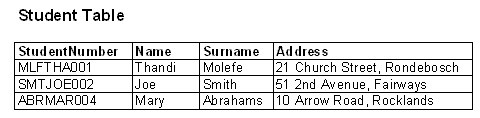 Student Table
StudentNumber Name Surname Address
MLFTHA001 Thandi Molefe 21 Church Street, Rondebosch
SMTJOE002 Joe Smith 51 2nd Avenue, Fairways
ABRMAR004 Mary Abrahams 10 Arrow Road, Rocklands